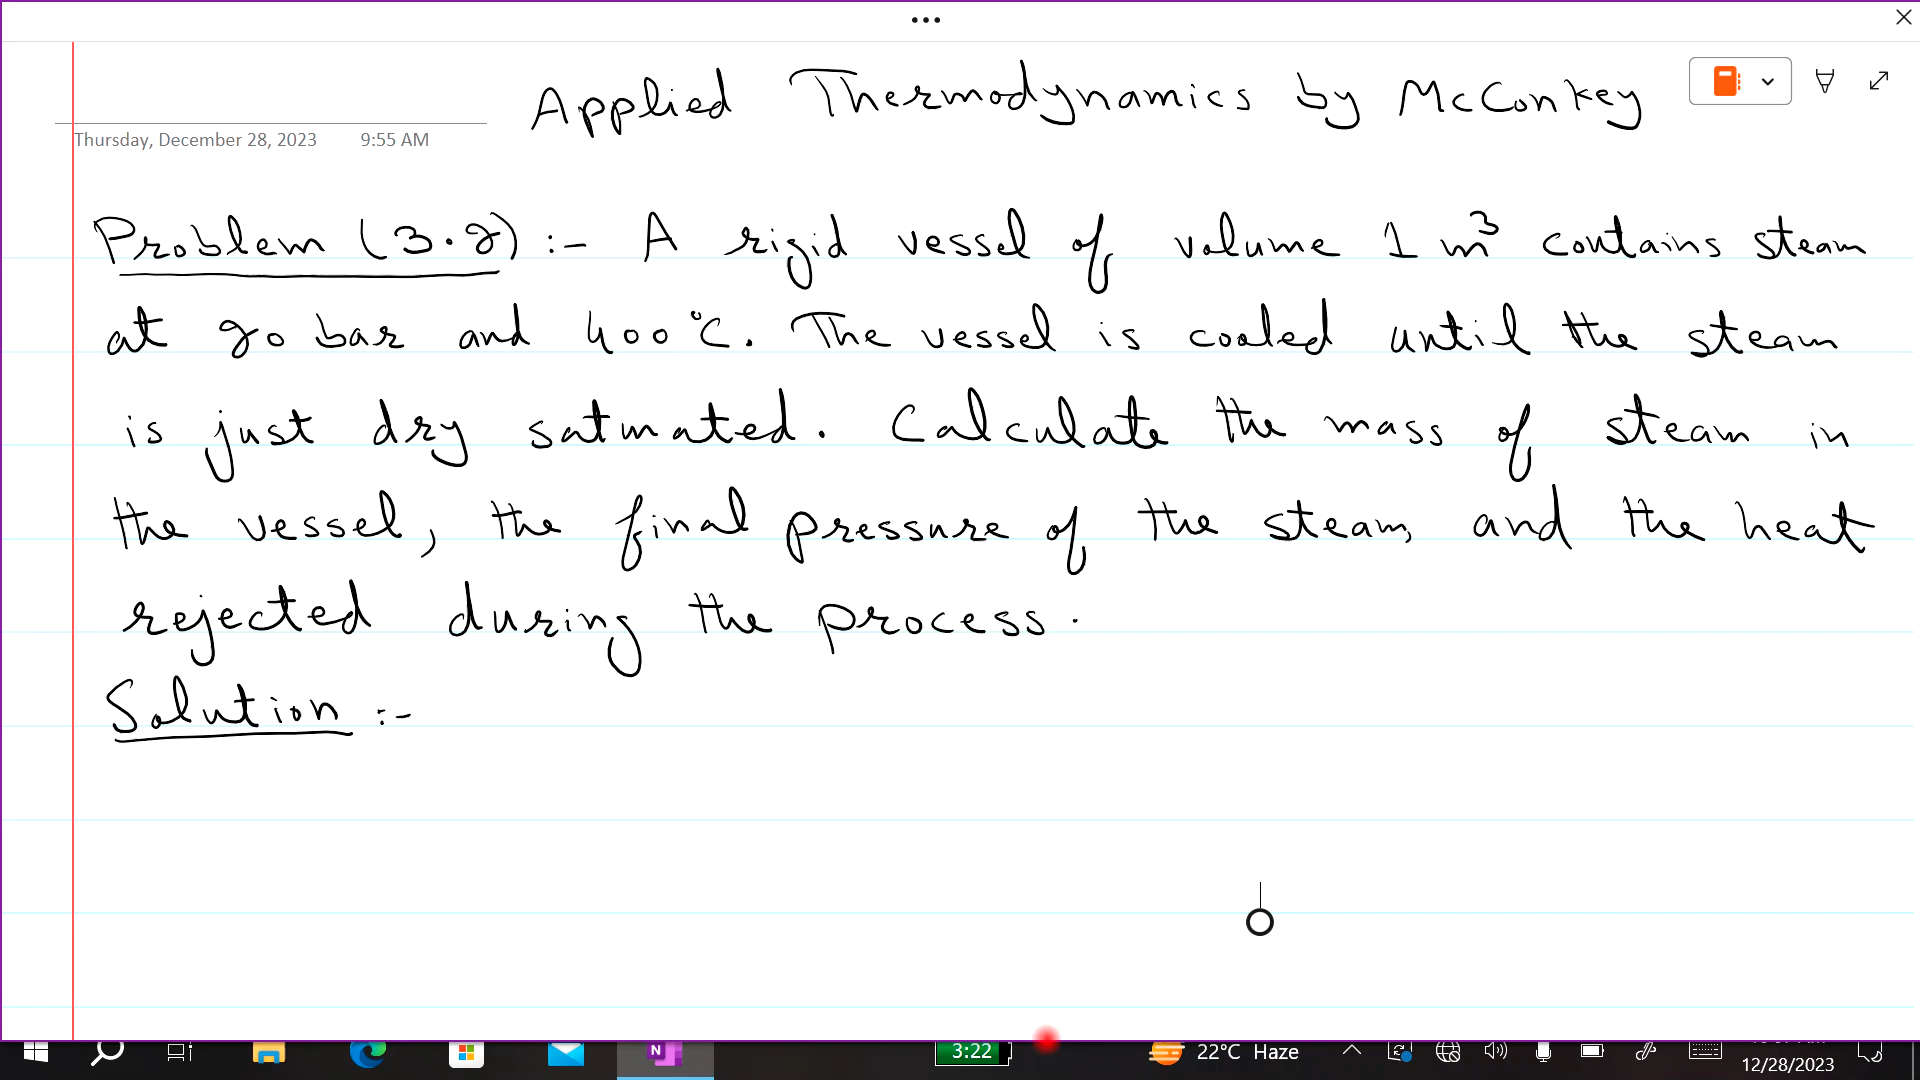 Applied Thermodynamics by McConkey
Thursday, December 28, 2023 9:55 AM
Problem (3.2) :- A rigid vessel of volume 1 m³ contains steam
at 20 bar and 400°C. The vessel is cooled until the steam
is just dry saturated. Calculate the mass of steam in
the vessel, the final pressure of the steam, and the heat
rejected during the process.
Solution :-
3:22
22°C Haze
12/28/2023